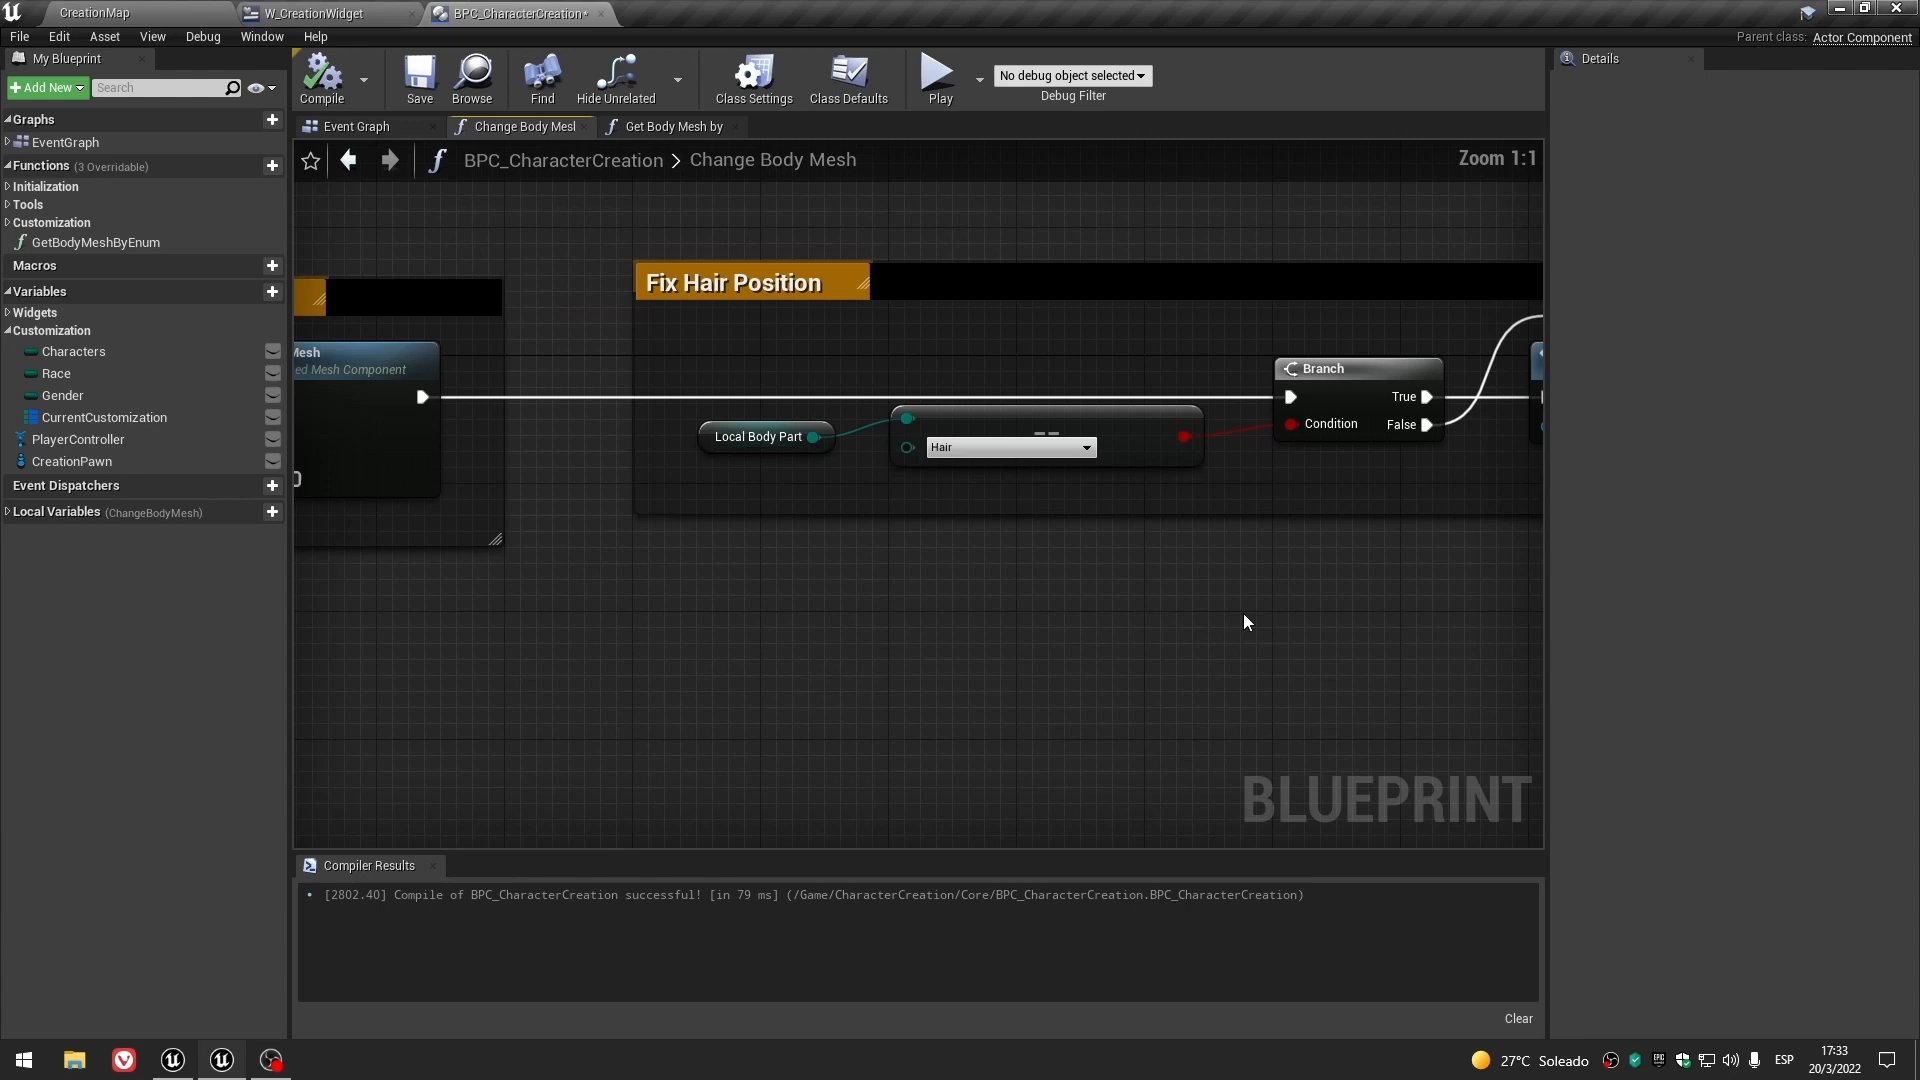 CreationMap
W_CreationWidget
BPC_CharacterCreation*
File Edit Asset View Debug Window Help
Parent class: Actor Component
My Blueprint
Add New Search
Compile Save Browse Find Hide Unrelated Class Settings Class Defaults Play
No debug object selected
Debug Filter
Details
Event Graph
Change Body Mesl
Get Body Mesh by
BPC_CharacterCreation > Change Body Mesh
Zoom 1:1
Graphs
EventGraph
Functions (3 Overridable)
Initialization
Tools
Customization
GetBodyMeshByEnum
Macros
Variables
Widgets
Customization
Characters
Race
Gender
CurrentCustomization
PlayerController
CreationPawn
Event Dispatchers
Local Variables (ChangeBodyMesh)
Mesh
ed Mesh Component
Fix Hair Position
Local Body Part
==
Hair
Branch
True
Condition
False
BLUEPRINT
Compiler Results
[2802.40] Compile of BPC_CharacterCreation successful! [in 79 ms] (/Game/CharacterCreation/Core/BPC_CharacterCreation.BPC_CharacterCreation)
Clear
27°C Soleado
ESP
17:33
20/3/2022